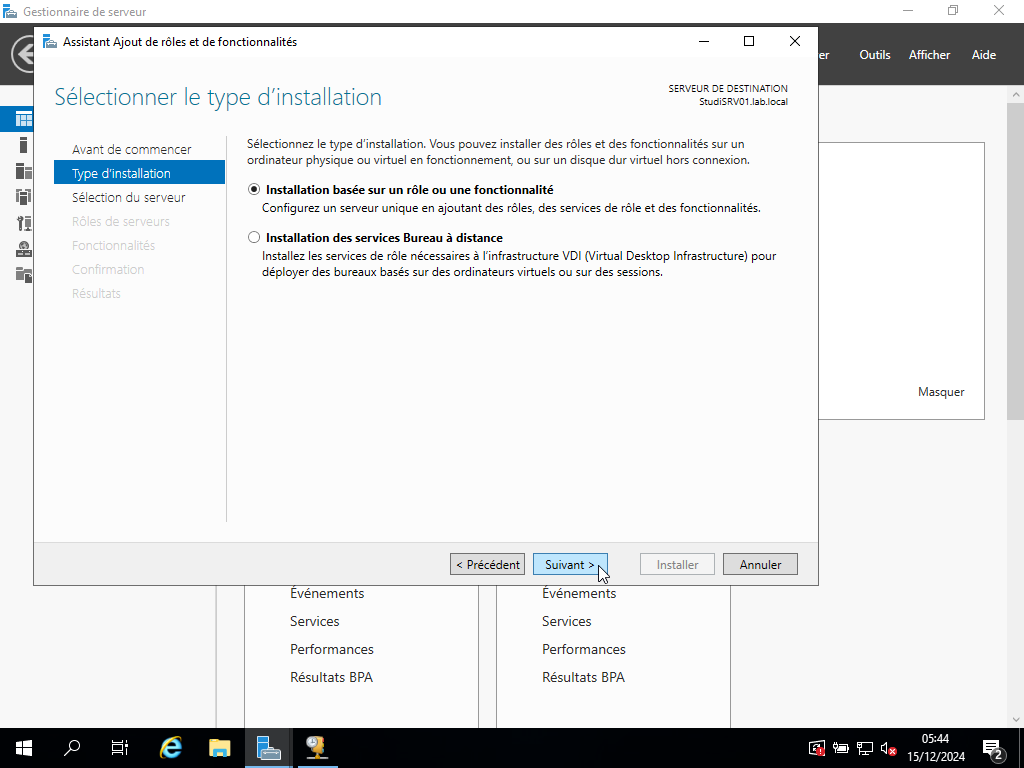 Gestionnaire de serveur
Assistant Ajout de rôles et de fonctionnalités
er
Outils
Afficher
Aide
Sélectionner le type d’installation
SERVEUR DE DESTINATION
StudiSRV01.lab.local
Avant de commencer
Type d’installation
Sélection du serveur
Rôles de serveurs
Fonctionnalités
Confirmation
Résultats
Sélectionnez le type d’installation. Vous pouvez installer des rôles et des fonctionnalités sur un
ordinateur physique ou virtuel en fonctionnement, ou sur un disque dur virtuel hors connexion.
Installation basée sur un rôle ou une fonctionnalité
Configurez un serveur unique en ajoutant des rôles, des services de rôle et des fonctionnalités.
Installation des services Bureau à distance
Installez les services de rôle nécessaires à l’infrastructure VDI (Virtual Desktop Infrastructure) pour
déployer des bureaux basés sur des ordinateurs virtuels ou sur des sessions.
Masquer
< Précédent
Suivant >
Installer
Annuler
Événements
Services
Performances
Résultats BPA
Événements
Services
Performances
Résultats BPA
05:44
15/12/2024
2